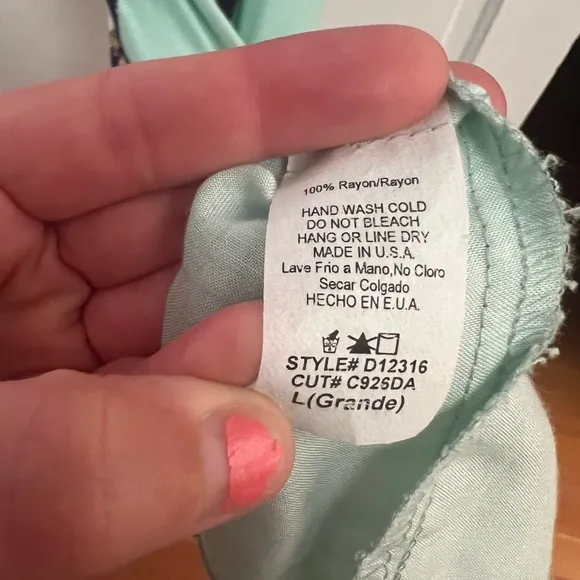 100% Rayon/Rayon
HAND WASH COLD
DO NOT BLEACH
HANG OR LINE DRY
MADE IN U.S.A.
Lave Frio a Mano,No Cloro
Secar Colgado
HECHO EN E.U.A.
STYLE# D12316
CUT# C926DA
L(Grande)